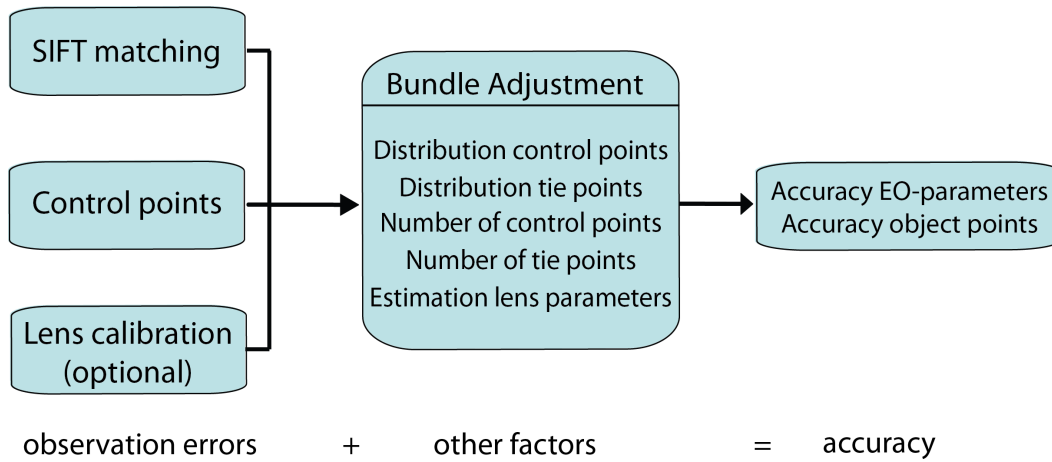 SIFT matching
Control points
Lens calibration
(optional)
Bundle Adjustment
Distribution control points
Distribution tie points
Number of control points
Number of tie points
Estimation lens parameters
Accuracy EO-parameters
Accuracy object points
observation errors + other factors = accuracy